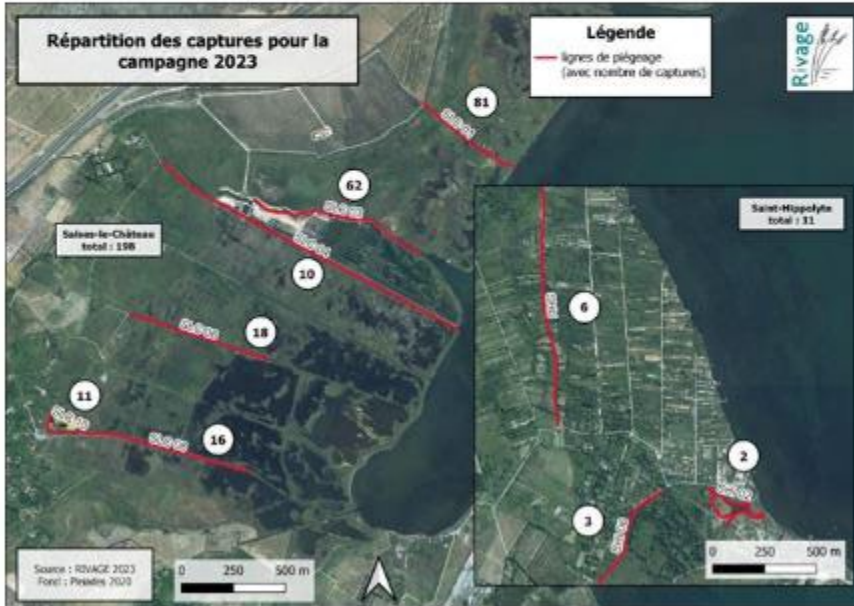 Répartition des captures pour la
campagne 2023
Légende
lignes de piégeage
(avec nombre de captures)
Rivage
81
62
Salses-le-Château
total : 198
10
18
11
16
Saint-Hippolyte
total : 11
6
2
3
Source : RIVAGE 2023
Fond : Pleiades 2020
0 250 500 m
0 250 500 m